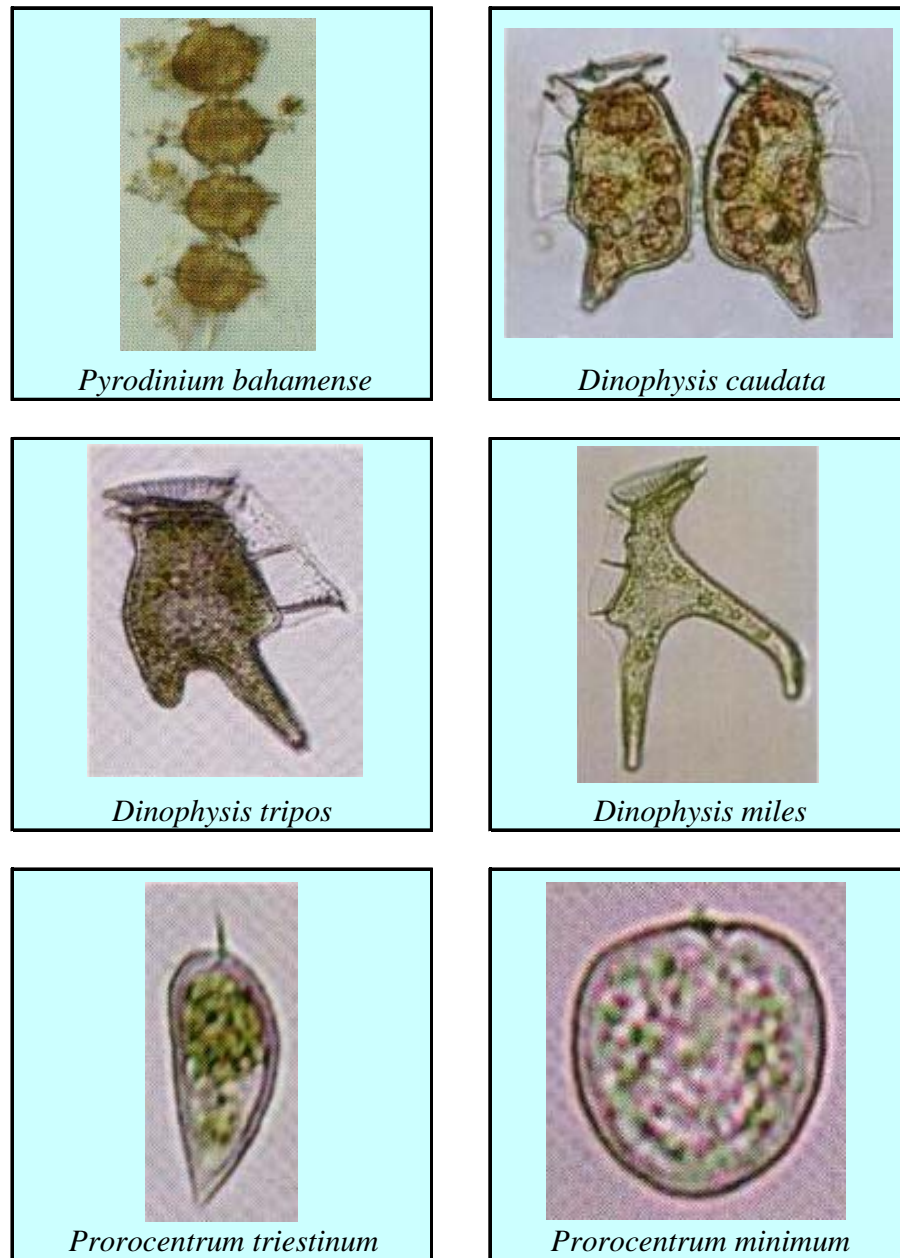 Pyrodinium bahamense
Dinophysis caudata
Dinophysis tripos
Dinophysis miles
Prorocentrum triestinum
Prorocentrum minimum